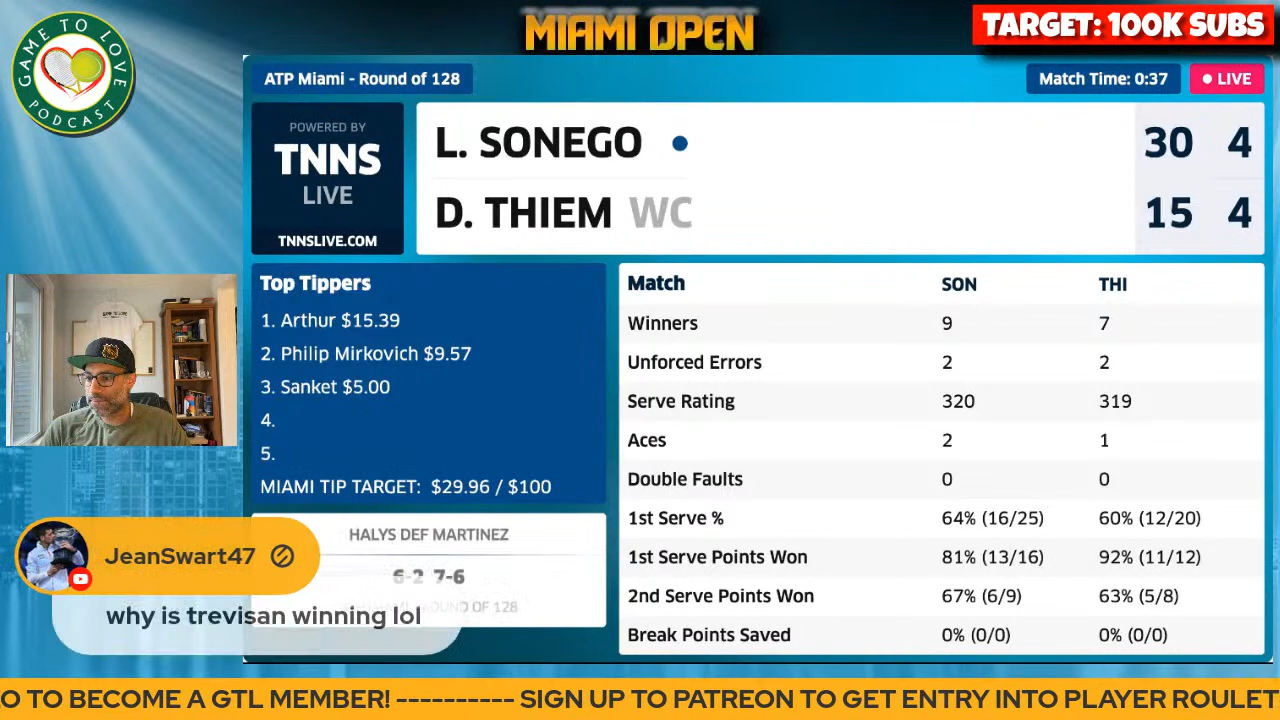 GAME TO LOVE
PODCAST
MIAMI OPEN
TARGET: 100K SUBS
ATP Miami - Round of 128
Match Time: 0:37
LIVE
POWERED BY
TNNS
LIVE
TNNSLIVE.COM
L. SONEGO 30 4
D. THIEM WC 15 4
Top Tippers
1. Arthur $15.39
2. Philip Mirkovich $9.57
3. Sanket $5.00
4.
5.
MIAMI TIP TARGET: $29.96 / $100
HALYS DEF MARTINEZ
6-2 7-6
ROUND OF 128
JeanSwart47
why is trevisan winning lol
Match SON THI
Winners 9 7
Unforced Errors 2 2
Serve Rating 320 319
Aces 2 1
Double Faults 0 0
1st Serve % 64% (16/25) 60% (12/20)
1st Serve Points Won 81% (13/16) 92% (11/12)
2nd Serve Points Won 67% (6/9) 63% (5/8)
Break Points Saved 0% (0/0) 0% (0/0)
O TO BECOME A GTL MEMBER! ---------- SIGN UP TO PATREON TO GET ENTRY INTO PLAYER ROULET